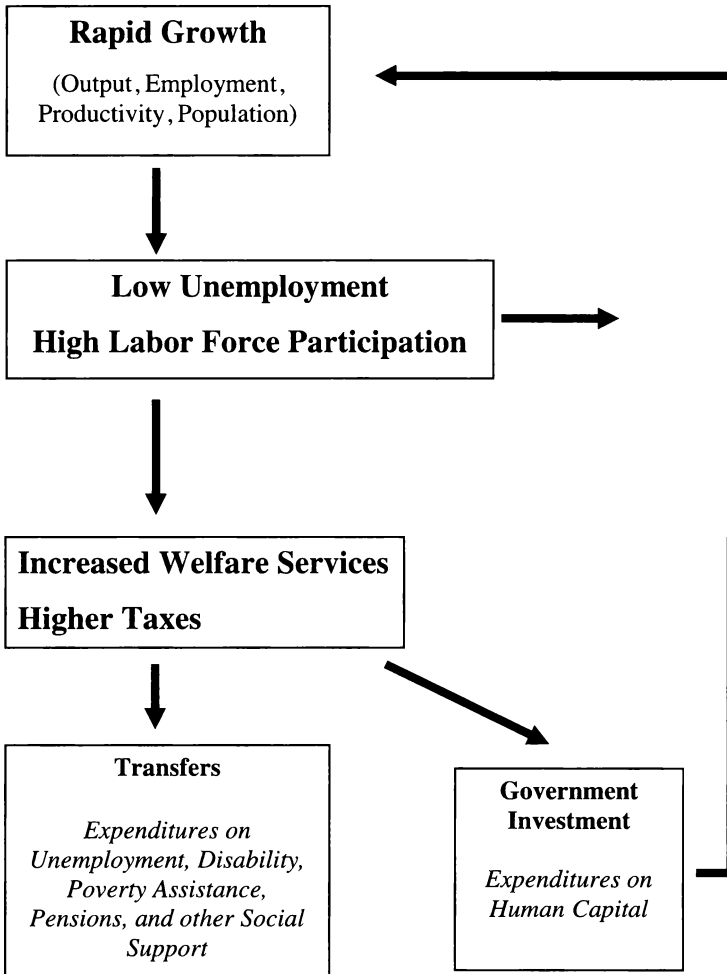 Rapid Growth
(Output, Employment,
Productivity, Population)
Low Unemployment
High Labor Force Participation
Increased Welfare Services
Higher Taxes
Transfers
Expenditures on
Unemployment, Disability,
Poverty Assistance,
Pensions, and other Social
Support
Government
Investment
Expenditures on
Human Capital